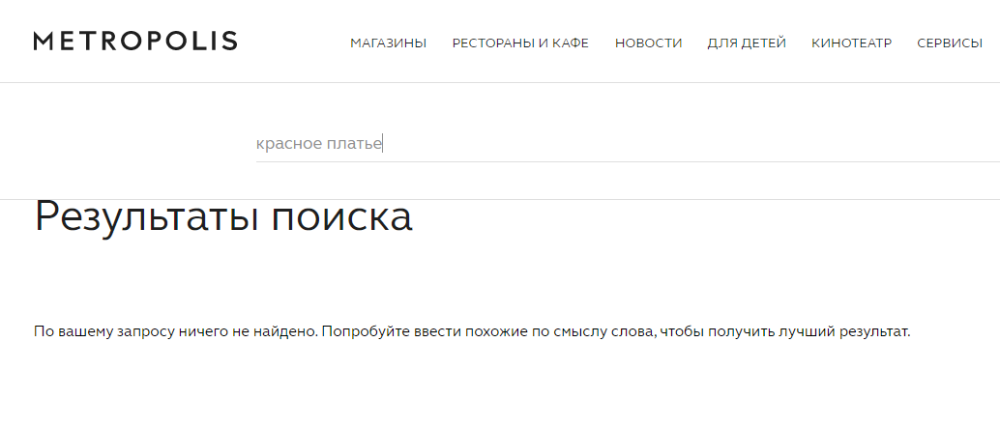 METROPOLIS
МАГАЗИНЫ РЕСТОРАНЫ И КАФЕ НОВОСТИ ДЛЯ ДЕТЕЙ КИНОТЕАТР СЕРВИСЫ
красное платье
Результаты поиска
По вашему запросу ничего не найдено. Попробуйте ввести похожие по смыслу слова, чтобы получить лучший результат.